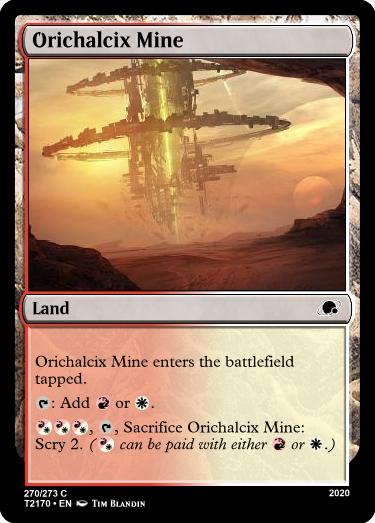 Orichalcix Mine
Land
Orichalcix Mine enters the battlefield
tapped.
: Add or .
, , Sacrifice Orichalcix Mine:
Scry 2. ( can be paid with either or .)
270/273 C
2020
T2170 • EN Tim Blandin